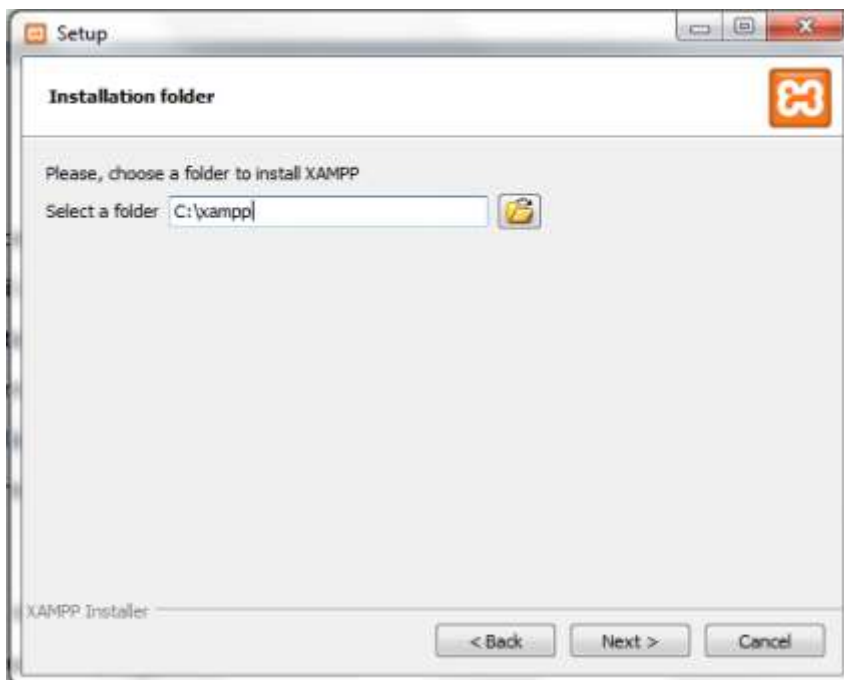 Setup
Installation folder
Please, choose a folder to install XAMPP
Select a folder C:\xampp
XAMPP Installer
< Back Next > Cancel